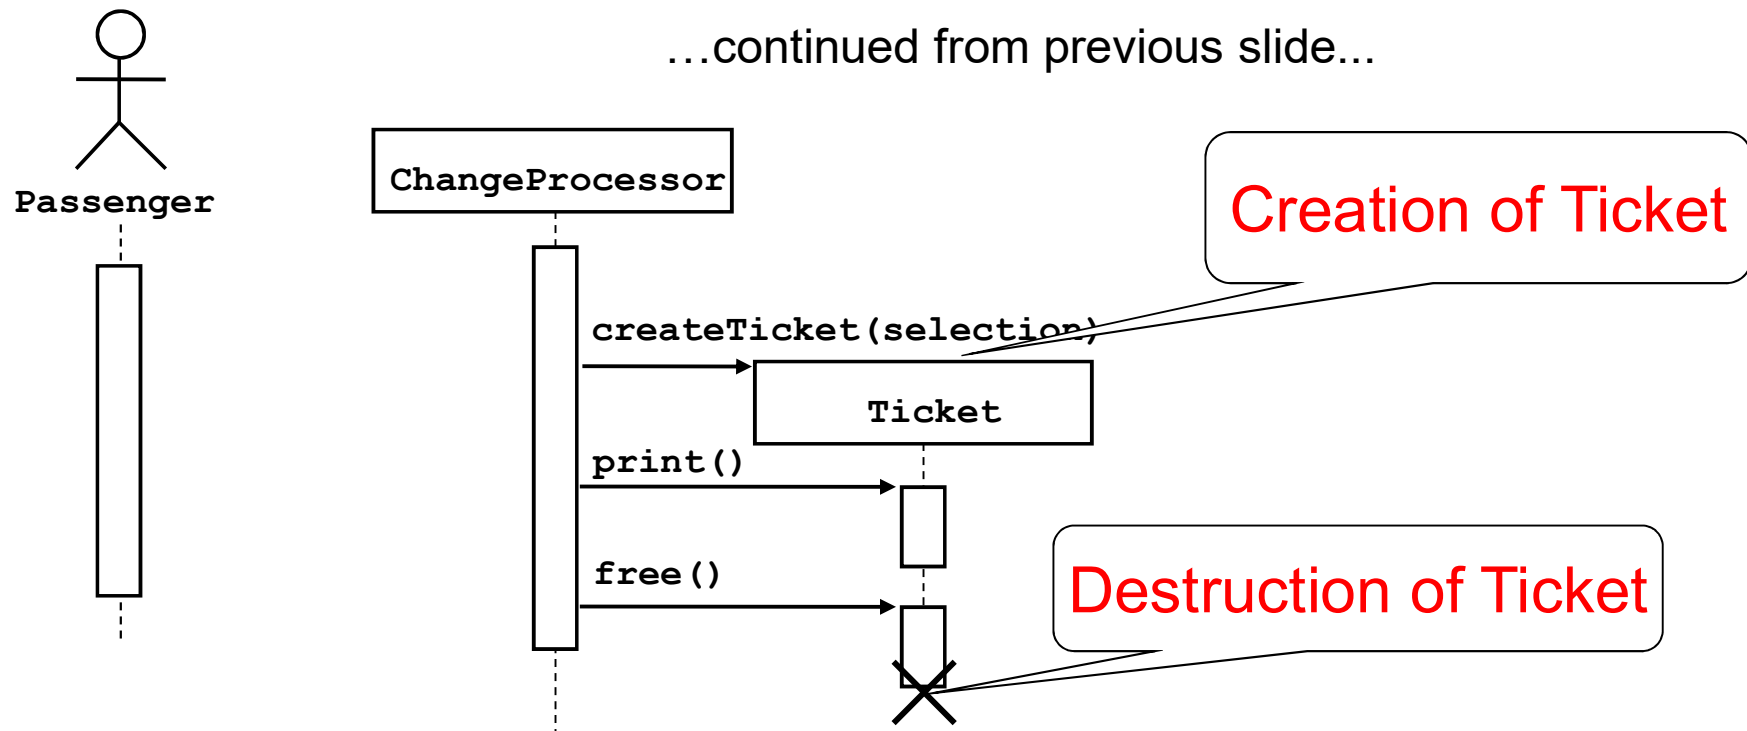 …continued from previous slide...
ChangeProcessor
Passenger
Creation of Ticket
createTicket(selection)
Ticket
print()
free()
Destruction of Ticket